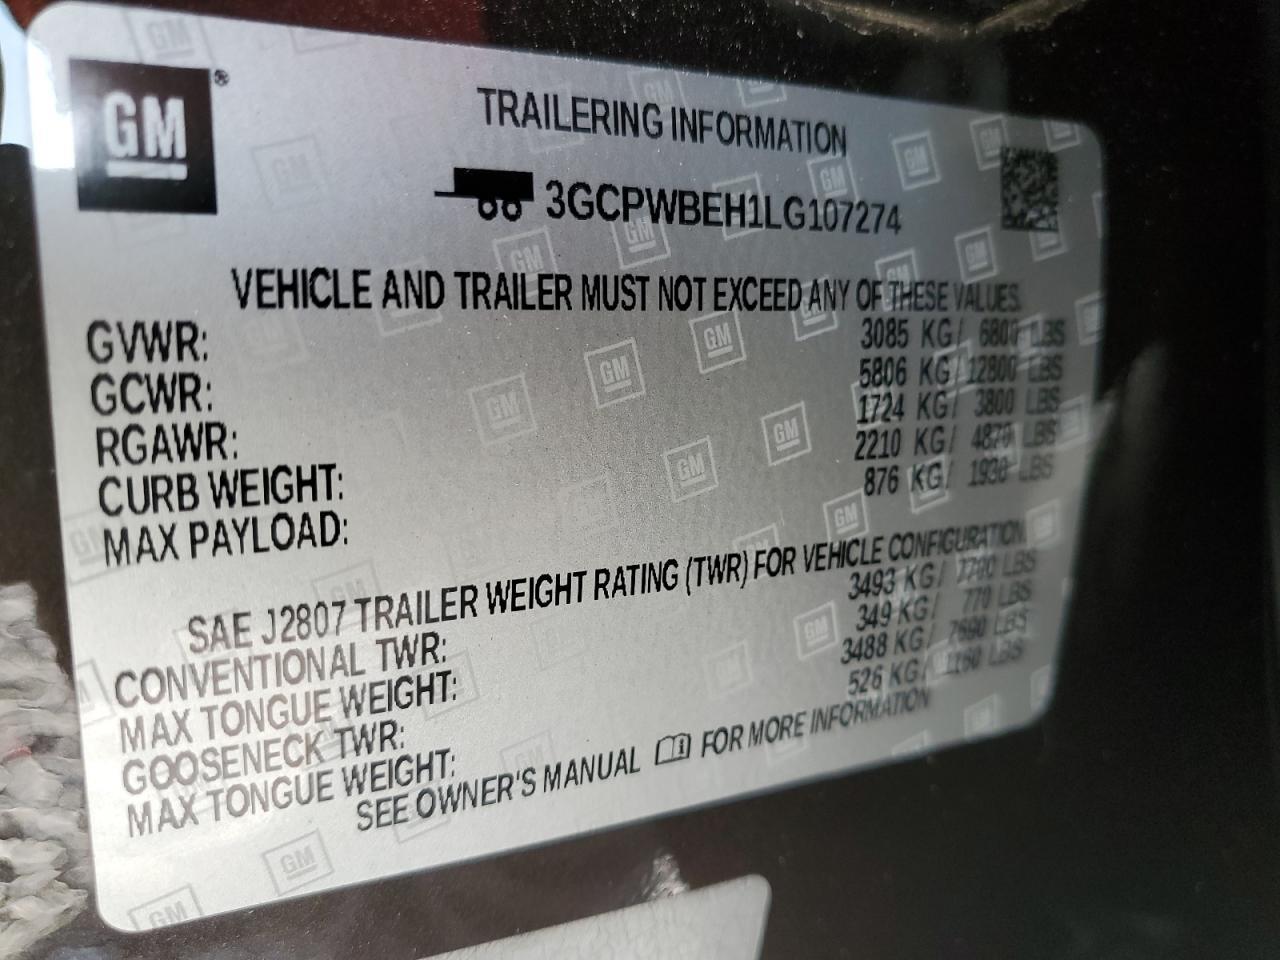 GM ®
TRAILERING INFORMATION
3GCPWBEH1LG107274
VEHICLE AND TRAILER MUST NOT EXCEED ANY OF THESE VALUES.
GVWR: 3085 KG/ 6800 LBS
GCWR: 5806 KG/12800 LBS
RGAWR: 1724 KG/ 3800 LBS
CURB WEIGHT: 2210 KG/ 4870 LBS
MAX PAYLOAD: 876 KG/ 1930 LBS
SAE J2807 TRAILER WEIGHT RATING (TWR) FOR VEHICLE CONFIGURATION.
CONVENTIONAL TWR: 3493 KG/ 7700 LBS
MAX TONGUE WEIGHT: 349 KG/ 770 LBS
GOOSENECK TWR: 3488 KG/ 7690 LBS
MAX TONGUE WEIGHT: 526 KG/ 1160 LBS
SEE OWNER'S MANUAL FOR MORE INFORMATION